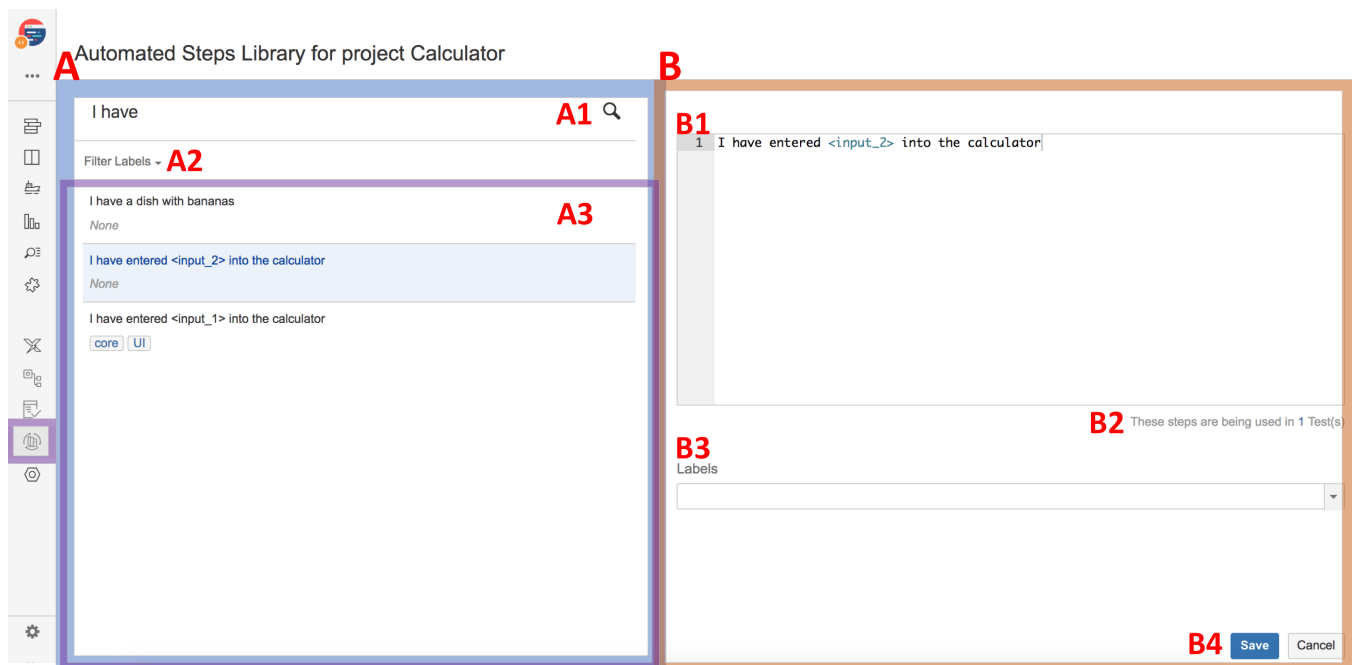 Automated Steps Library for project Calculator
A
B
I have
A1
Filter Labels
A2
I have a dish with bananas
A3
None
I have entered <input_2> into the calculator
None
I have entered <input_1> into the calculator
core UI
B1
1 I have entered <input_2> into the calculator
B2
These steps are being used in 1 Test(s)
B3
Labels
B4
Save Cancel